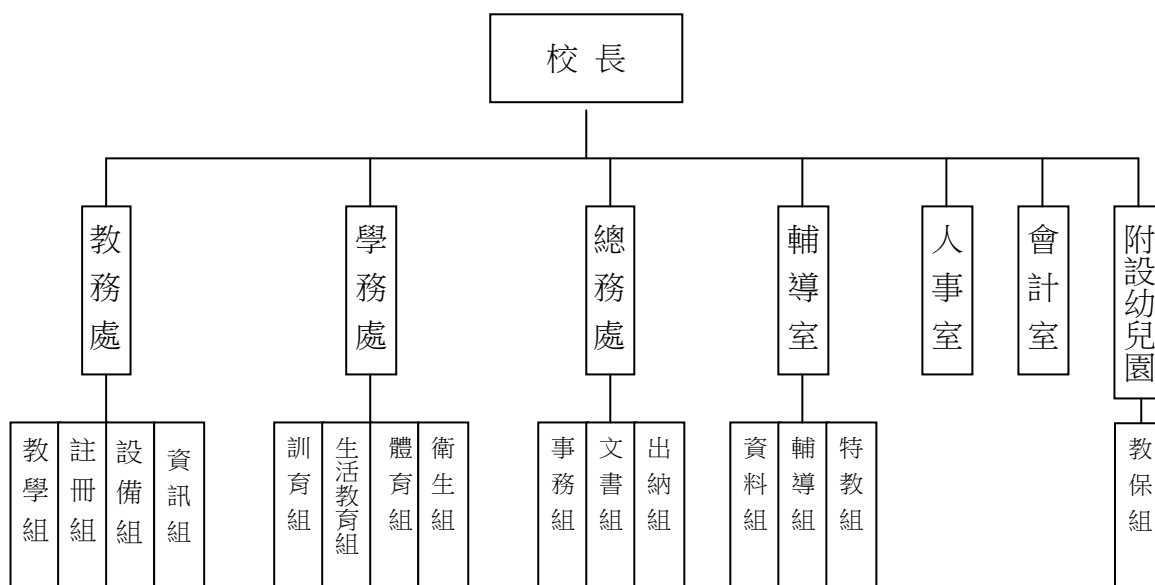 校長
教務處
學務處
總務處
輔導室
人事室
會計室
附設幼兒園
教學組
註冊組
設備組
資訊組
訓育組
生活教育組
體育組
衛生組
事務組
文書組
出納組
資料組
輔導組
特教組
教保組